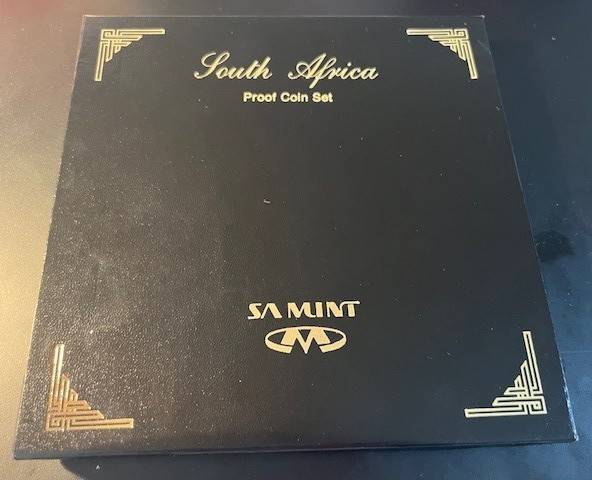 South Africa
Proof Coin Set
SA MINT